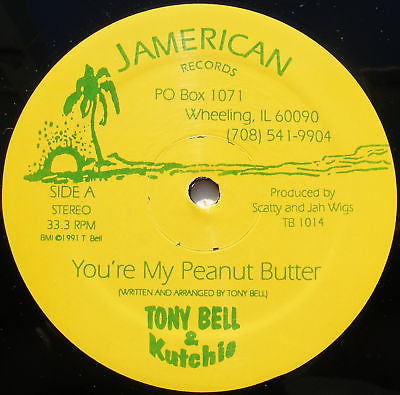 JAMERICAN
RECORDS
PO Box 1071
Wheeling, IL 60090
(708) 541-9904
SIDE A
STEREO
33.3 RPM
BMI ©1991 T Bell
Produced by
Scatty and Jah Wigs
TB 1014
You're My Peanut Butter
(WRITTEN AND ARRANGED BY TONY BELL)
TONY BELL
&
Kutchie